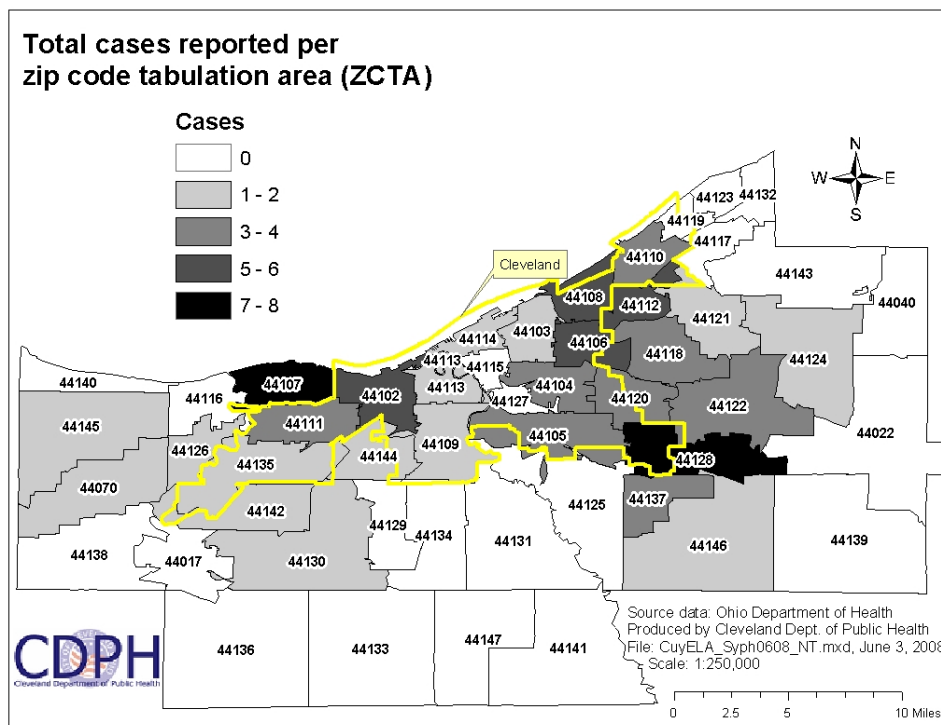 Total cases reported per
zip code tabulation area (ZCTA)
Cases
0
1 - 2
3 - 4
5 - 6
7 - 8
N
W E
S
Cleveland
44123 44132
44119
44117
44110
44143
44040
44108
44112
44121
44103
44114
44106
44118
44124
44113
44115
44113
44140
44107
44116
44102
44104
44127
44120
44122
44145
44111
44022
44126
44109
44105
44135
44144
44128
44070
44137
44125
44142
44129
44134
44131
44146
44139
44138
44017
44130
44136
44133
44147
44141
CDPH
Cleveland Department of Public Health
Source data: Ohio Department of Health
Produced by Cleveland Dept. of Public Health
File: CuyELA_Syph0608_NT.mxd, June 3, 2008
Scale: 1:250,000
0 2.5 5 10 Miles